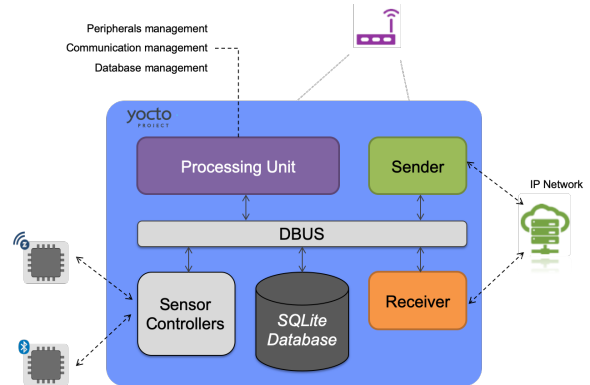 Peripherals management
Communication management
Database management
yocto
PROJECT
Processing Unit
Sender
IP Network
DBUS
Sensor
Controllers
SQLite
Database
Receiver